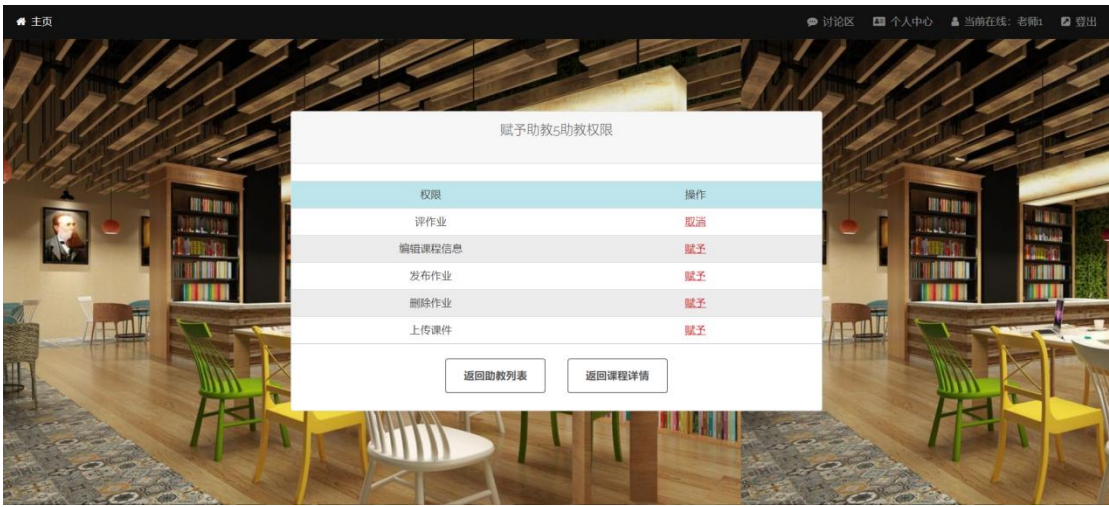 主页 讨论区 个人中心 当前在线：老师1 登出
赋予助教5助教权限
权限 操作
评作业 取消
编辑课程信息 赋予
发布作业 赋予
删除作业 赋予
上传课件 赋予
返回助教列表 返回课程详情